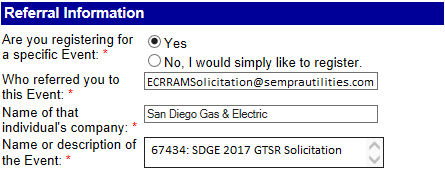 Referral Information
Are you registering for
a specific Event: *
Yes
No, I would simply like to register.
Who referred you to
this Event: *
ECRRAMSolicitation@semprautilities.com
Name of that
individual's company: *
San Diego Gas & Electric
Name or description of
the Event: *
67434: SDGE 2017 GTSR Solicitation